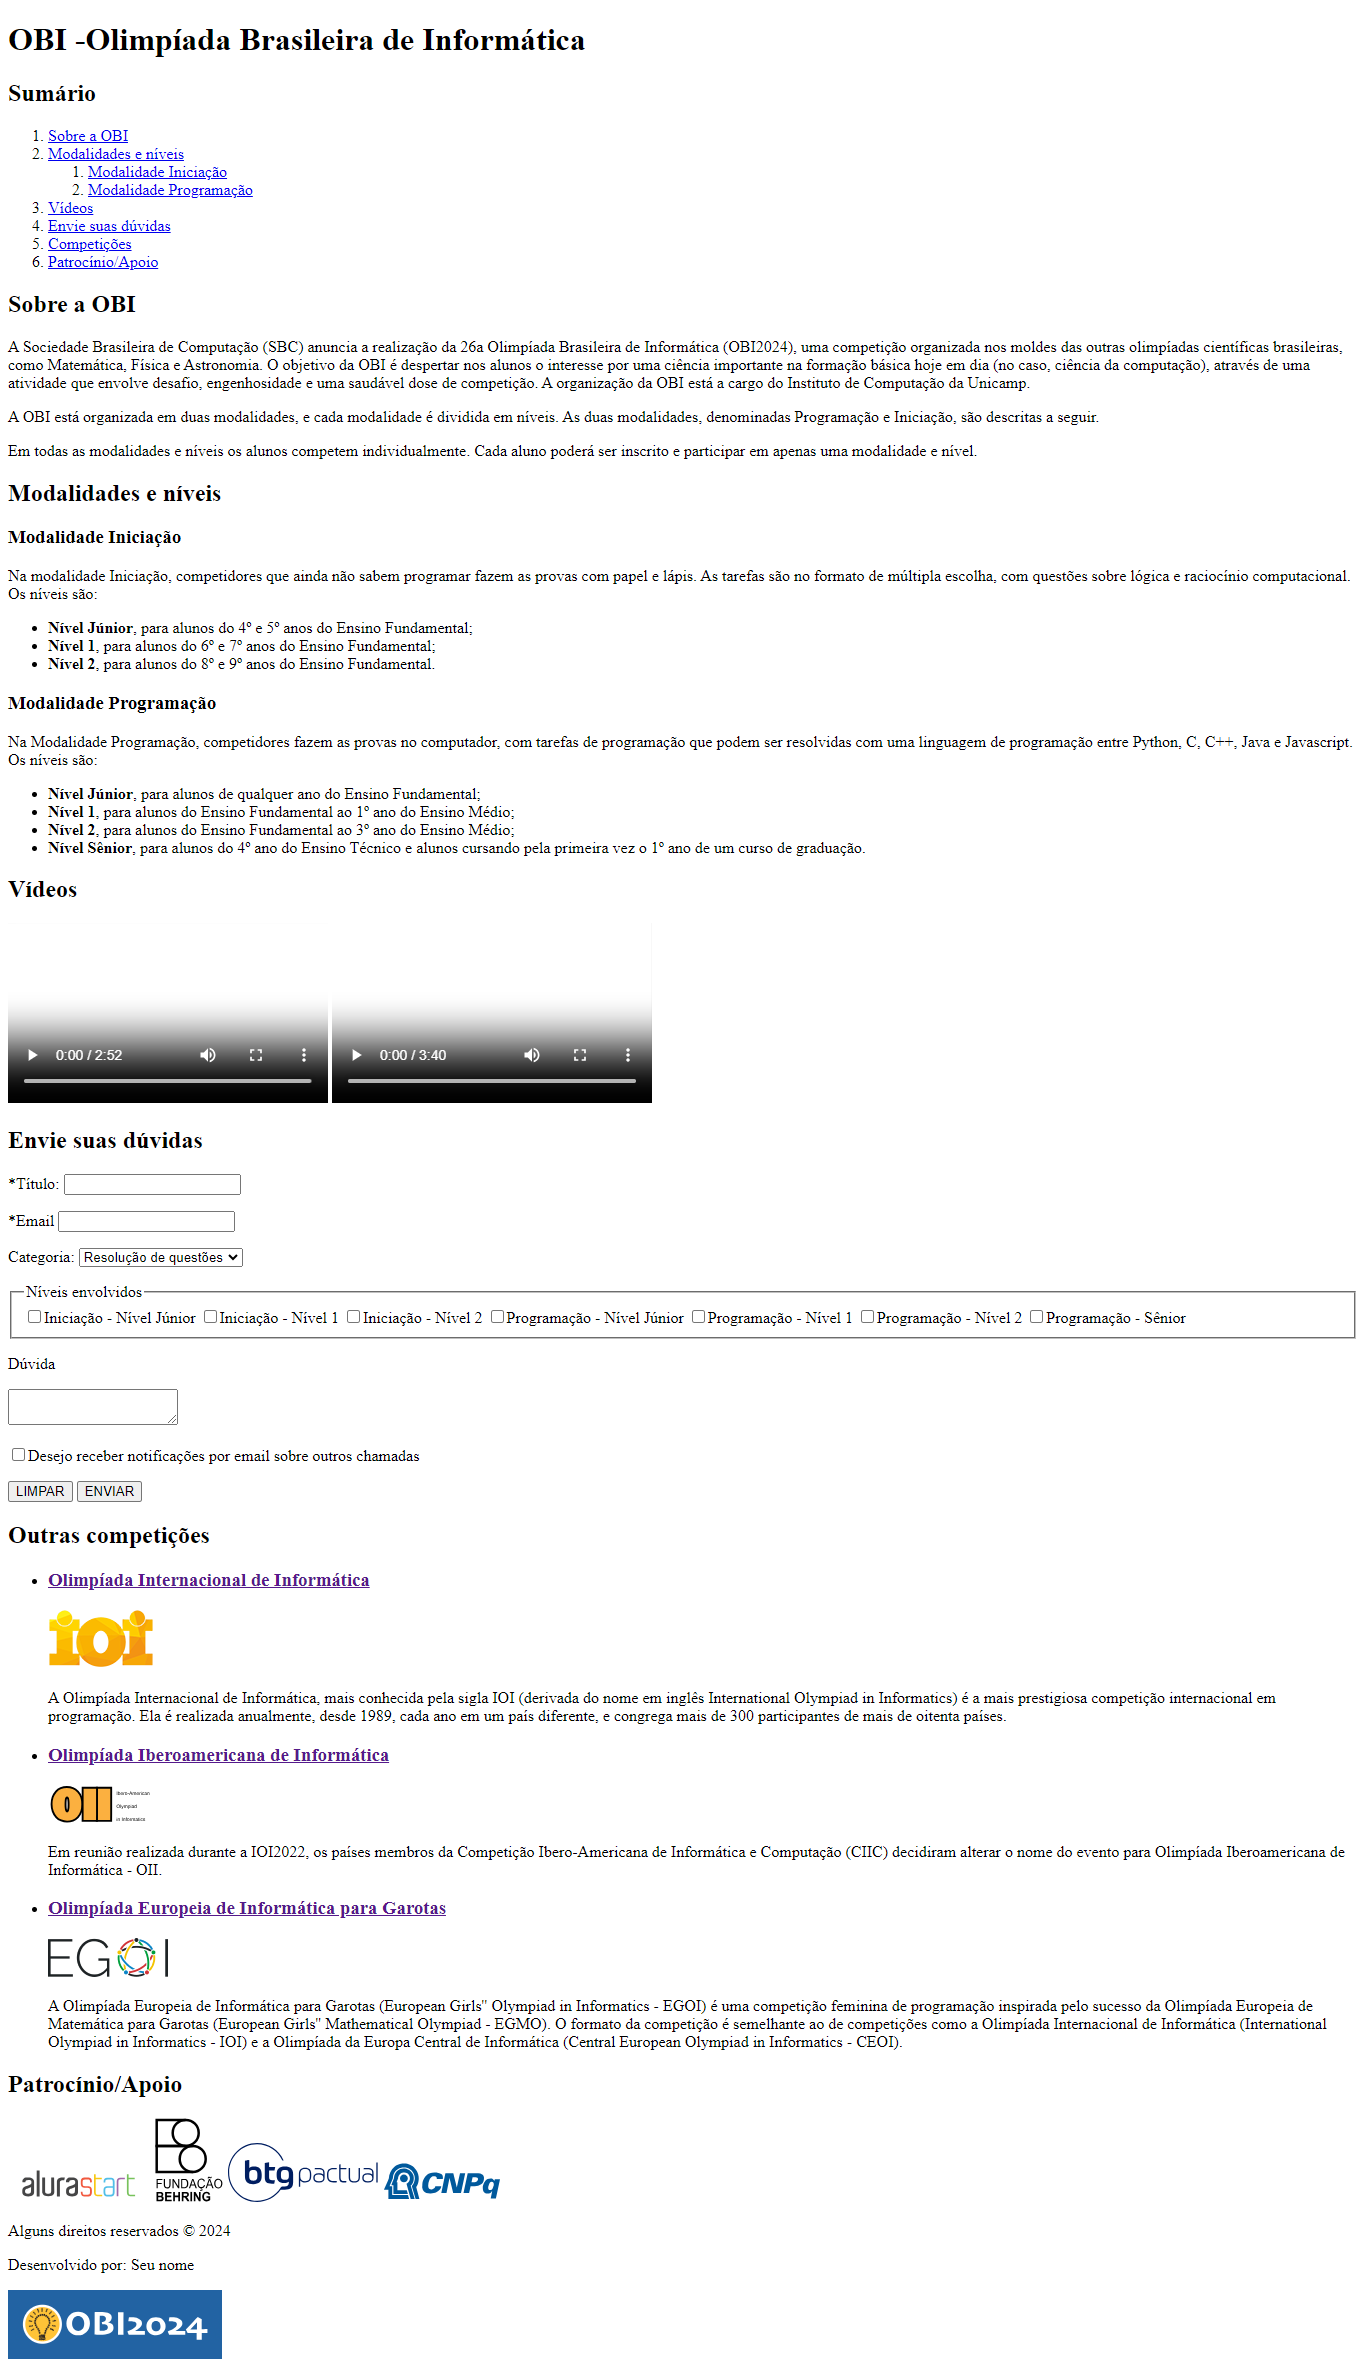 OBI -Olimpíada Brasileira de Informática
Sumário
1. Sobre a OBI
2. Modalidades e níveis
1. Modalidade Iniciação
2. Modalidade Programação
3. Vídeos
4. Envie suas dúvidas
5. Competições
6. Patrocínio/Apoio
Sobre a OBI
A Sociedade Brasileira de Computação (SBC) anuncia a realização da 26a Olimpíada Brasileira de Informática (OBI2024), uma competição organizada nos moldes das outras olimpíadas científicas brasileiras,
como Matemática, Física e Astronomia. O objetivo da OBI é despertar nos alunos o interesse por uma ciência importante na formação básica hoje em dia (no caso, ciência da computação), através de uma
atividade que envolve desafio, engenhosidade e uma saudável dose de competição. A organização da OBI está a cargo do Instituto de Computação da Unicamp.
A OBI está organizada em duas modalidades, e cada modalidade é dividida em níveis. As duas modalidades, denominadas Programação e Iniciação, são descritas a seguir.
Em todas as modalidades e níveis os alunos competem individualmente. Cada aluno poderá ser inscrito e participar em apenas uma modalidade e nível.
Modalidades e níveis
Modalidade Iniciação
Na modalidade Iniciação, competidores que ainda não sabem programar fazem as provas com papel e lápis. As tarefas são no formato de múltipla escolha, com questões sobre lógica e raciocínio computacional.
Os níveis são:
• Nível Júnior, para alunos do 4º e 5º anos do Ensino Fundamental;
• Nível 1, para alunos do 6º e 7º anos do Ensino Fundamental;
• Nível 2, para alunos do 8º e 9º anos do Ensino Fundamental.
Modalidade Programação
Na Modalidade Programação, competidores fazem as provas no computador, com tarefas de programação que podem ser resolvidas com uma linguagem de programação entre Python, C, C++, Java e Javascript.
Os níveis são:
• Nível Júnior, para alunos de qualquer ano do Ensino Fundamental;
• Nível 1, para alunos do Ensino Fundamental ao 1º ano do Ensino Médio;
• Nível 2, para alunos do Ensino Fundamental ao 3º ano do Ensino Médio;
• Nível Sênior, para alunos do 4º ano do Ensino Técnico e alunos cursando pela primeira vez o 1º ano de um curso de graduação.
Vídeos
0:00 / 2:52 0:00 / 3:40
Envie suas dúvidas
*Título:
*Email
Categoria: Resolução de questões
Níveis envolvidos
Iniciação - Nível Júnior Iniciação - Nível 1 Iniciação - Nível 2 Programação - Nível Júnior Programação - Nível 1 Programação - Nível 2 Programação - Sênior
Dúvida
Desejo receber notificações por email sobre outros chamadas
LIMPAR ENVIAR
Outras competições
• Olimpíada Internacional de Informática
ioi
A Olimpíada Internacional de Informática, mais conhecida pela sigla IOI (derivada do nome em inglês International Olympiad in Informatics) é a mais prestigiosa competição internacional em
programação. Ela é realizada anualmente, desde 1989, cada ano em um país diferente, e congrega mais de 300 participantes de mais de oitenta países.
• Olimpíada Iberoamericana de Informática
OII Ibero-American
Olympiad
in Informatics
Em reunião realizada durante a IOI2022, os países membros da Competição Ibero-Americana de Informática e Computação (CIIC) decidiram alterar o nome do evento para Olimpíada Iberoamericana de
Informática - OII.
• Olimpíada Europeia de Informática para Garotas
EGOI
A Olimpíada Europeia de Informática para Garotas (European Girls" Olympiad in Informatics - EGOI) é uma competição feminina de programação inspirada pelo sucesso da Olimpíada Europeia de
Matemática para Garotas (European Girls" Mathematical Olympiad - EGMO). O formato da competição é semelhante ao de competições como a Olimpíada Internacional de Informática (International
Olympiad in Informatics - IOI) e a Olimpíada da Europa Central de Informática (Central European Olympiad in Informatics - CEOI).
Patrocínio/Apoio
alurastart
FUNDAÇÃO
BEHRING
btg pactual
CNPq
Alguns direitos reservados © 2024
Desenvolvido por: Seu nome
OBI2024